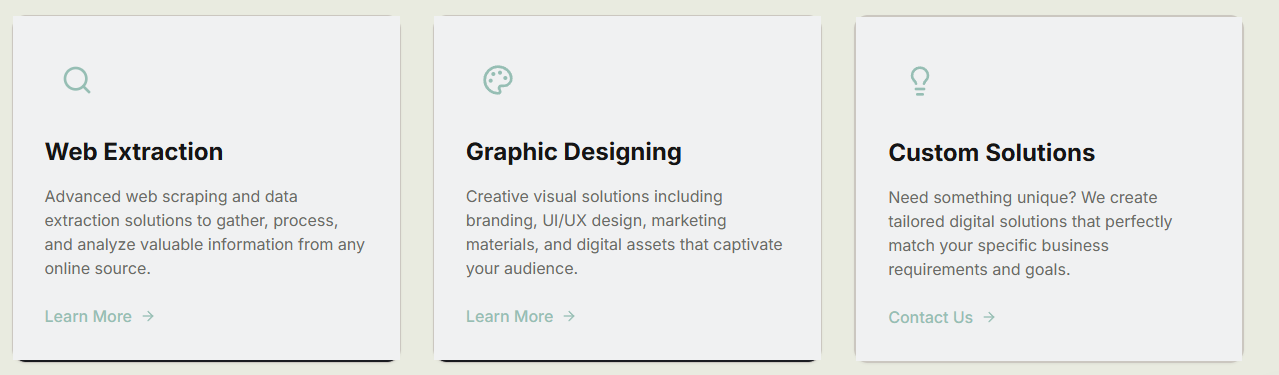 Web Extraction
Advanced web scraping and data
extraction solutions to gather, process,
and analyze valuable information from any
online source.
Learn More →
Graphic Designing
Creative visual solutions including
branding, UI/UX design, marketing
materials, and digital assets that captivate
your audience.
Learn More →
Custom Solutions
Need something unique? We create
tailored digital solutions that perfectly
match your specific business
requirements and goals.
Contact Us →